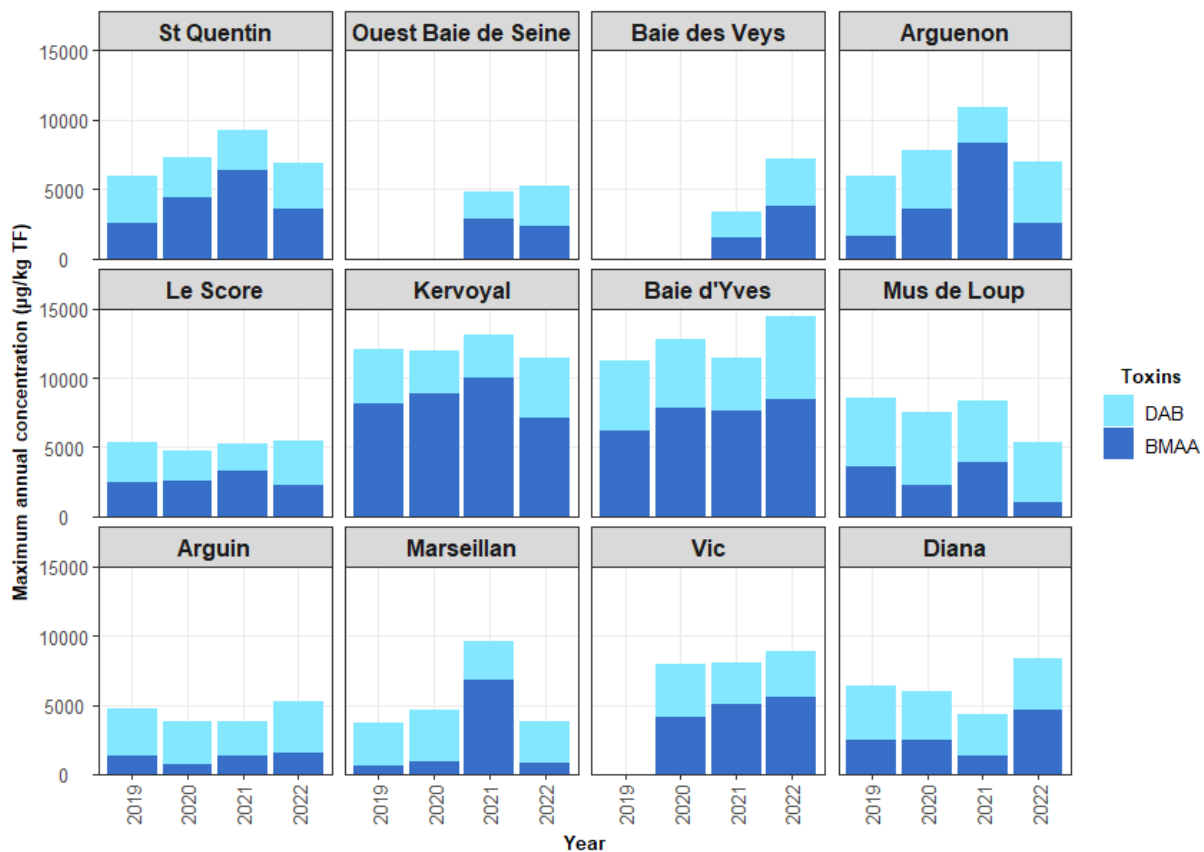 St Quentin
Ouest Baie de Seine
Baie des Veys
Arguenon
15000
10000
5000
0
Le Score
Kervoyal
Baie d'Yves
Mus de Loup
15000
10000
5000
0
Arguin
Marseillan
Vic
Diana
15000
10000
5000
0
2019
2020
2021
2022
2019
2020
2021
2022
2019
2020
2021
2022
2019
2020
2021
2022
Maximum annual concentration (µg/kg TF)
Year
Toxins
DAB
BMAA